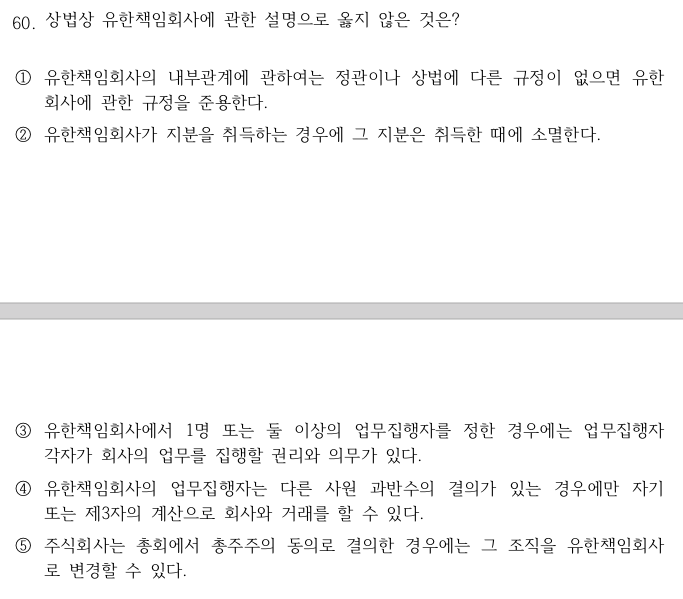 60. 상법상 유한책임회사에 관한 설명으로 옳지 않은 것은?
① 유한책임회사의 내부관계에 관하여는 정관이나 상법에 다른 규정이 없으면 유한
회사에 관한 규정을 준용한다.
② 유한책임회사가 지분을 취득하는 경우에 그 지분은 취득한 때에 소멸한다.
③ 유한책임회사에서 1명 또는 둘 이상의 업무집행자를 정한 경우에는 업무집행자
각자가 회사의 업무를 집행할 권리와 의무가 있다.
④ 유한책임회사의 업무집행자는 다른 사원 과반수의 결의가 있는 경우에만 자기
또는 제3자의 계산으로 회사와 거래를 할 수 있다.
⑤ 주식회사는 총회에서 총주주의 동의로 결의한 경우에는 그 조직을 유한책임회사
로 변경할 수 있다.